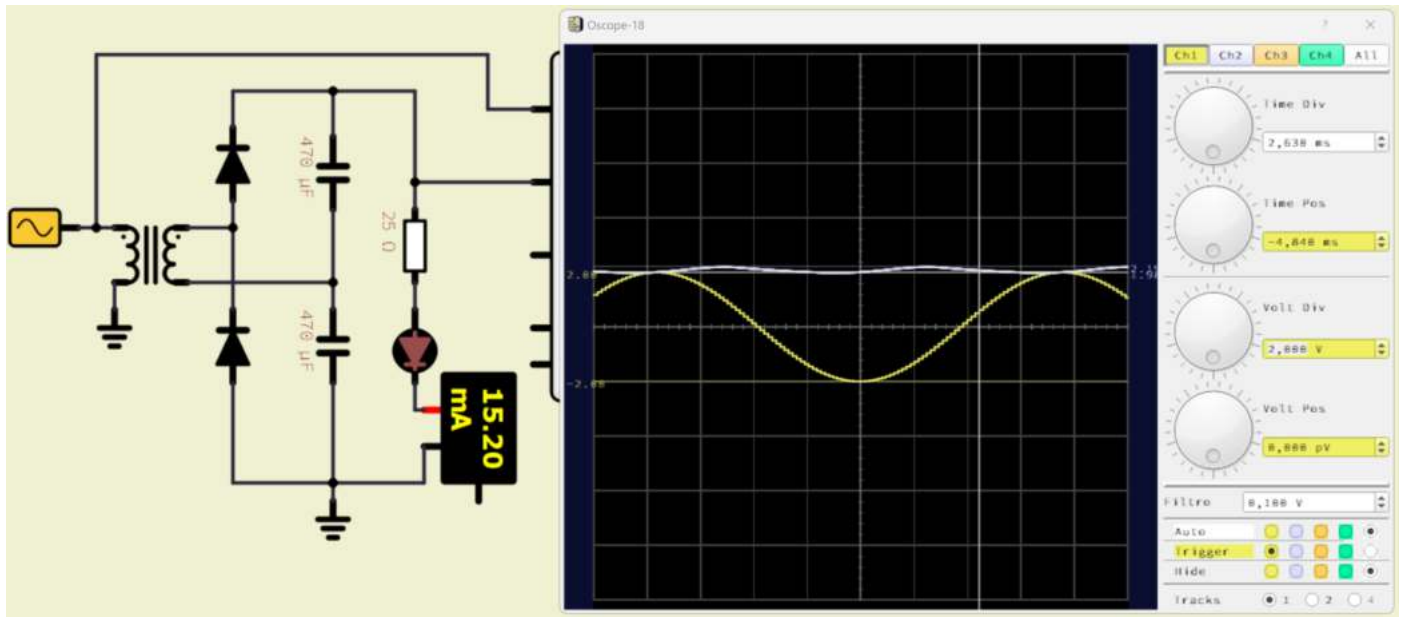 Oscope-18
? ×
Ch1 Ch2 Ch3 Ch4 All
Time Div
2,638 ms
Time Pos
-4,840 ms
Volt Div
2,000 V
Volt Pos
0,000 pV
Filtro 0,100 V
Auto
Trigger
Hide
Tracks 1 2 4
470 µF
470 µF
25 Ω
15.20
mA
2.00
-2.00